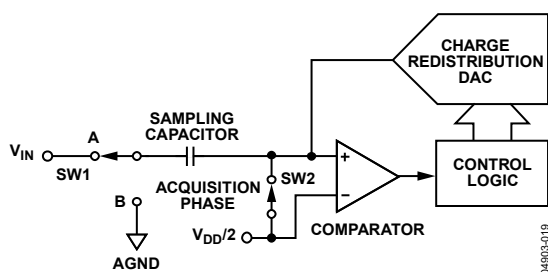 CHARGE
REDISTRIBUTION
DAC
SAMPLING
CAPACITOR
A
VIN
SW1
+
–
SW2
ACQUISITION
PHASE
CONTROL
LOGIC
B
COMPARATOR
VDD/2
AGND
04903-019